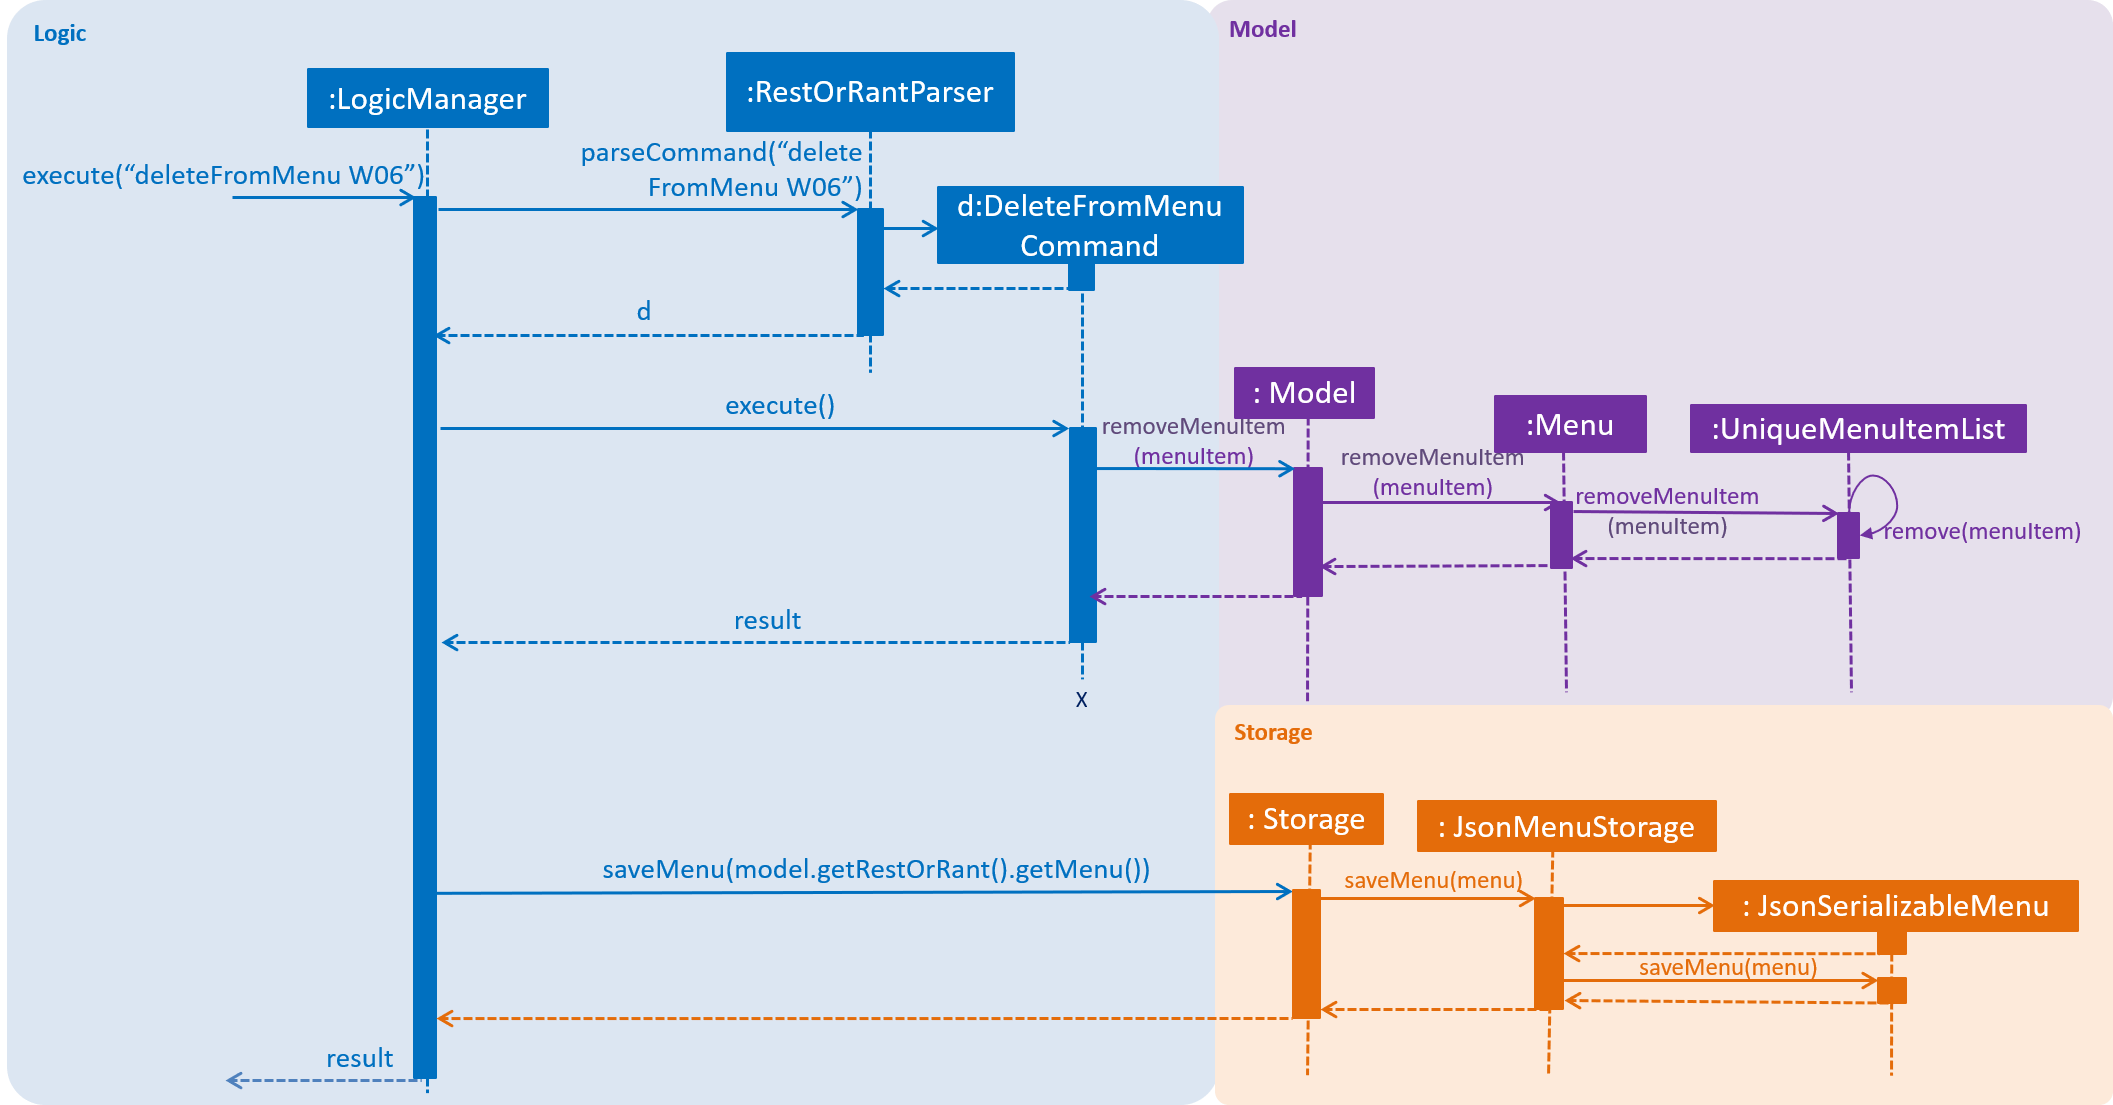 Logic
Model
:LogicManager
:RestOrRantParser
execute(“deleteFromMenu W06”)
parseCommand(“delete
FromMenu W06”)
d:DeleteFromMenu
Command
d
execute()
: Model
:Menu
:UniqueMenuItemList
removeMenuItem
(menuItem)
removeMenuItem
(menuItem)
removeMenuItem
(menuItem)
remove(menuItem)
result
X
Storage
: Storage
: JsonMenuStorage
saveMenu(model.getRestOrRant().getMenu())
saveMenu(menu)
: JsonSerializableMenu
saveMenu(menu)
result